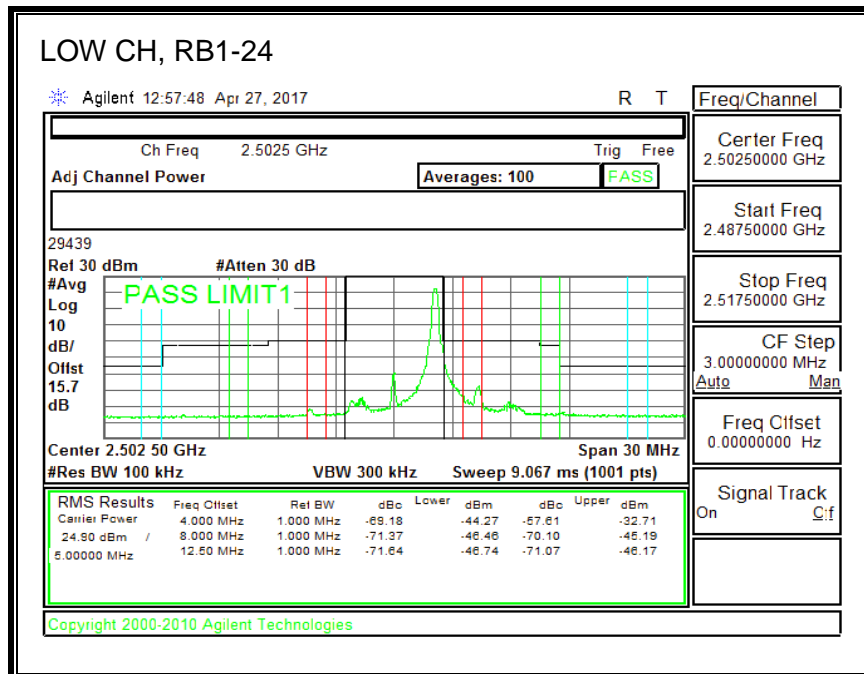 LOW CH, RB1-24
Agilent 12:57:48 Apr 27, 2017 R T
Ch Freq 2.5025 GHz Trig Free
Adj Channel Power Averages: 100 PASS
29439
Ref 30 dBm #Atten 30 dB
#Avg
Log
10
dB/
Offst
15.7
dB
PASS LIMIT1
Center 2.502 50 GHz Span 30 MHz
#Res BW 100 kHz VBW 300 kHz Sweep 9.067 ms (1001 pts)
RMS Results Freq Offset Ref BW dBc Lower dBm dBc Upper dBm
Carrier Power 4.000 MHz 1.000 MHz -69.18 -44.27 -57.61 -32.71
24.90 dBm / 8.000 MHz 1.000 MHz -71.37 -46.46 -70.10 -45.19
5.00000 MHz 12.50 MHz 1.000 MHz -71.64 -46.74 -71.07 -46.17
Copyright 2000-2010 Agilent Technologies
Freq/Channel
Center Freq
2.50250000 GHz
Start Freq
2.48750000 GHz
Stop Freq
2.51750000 GHz
CF Step
3.00000000 MHz
Auto Man
Freq Offset
0.00000000 Hz
Signal Track
On Off